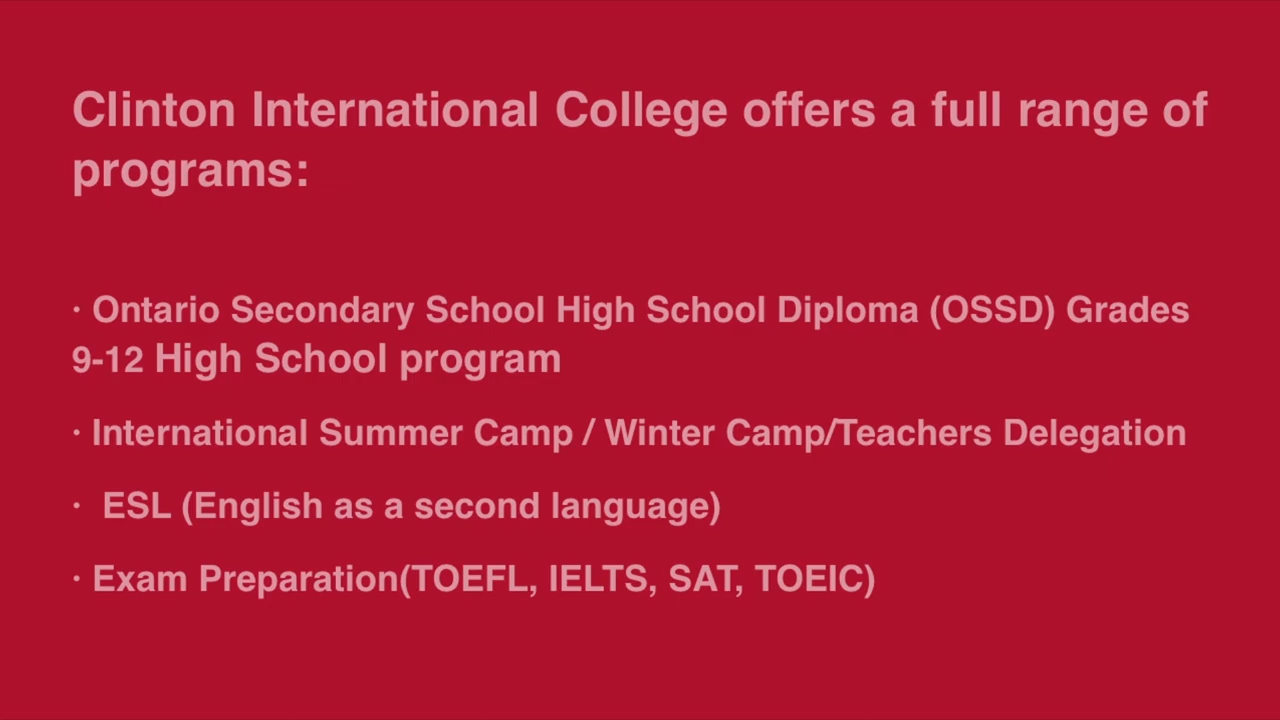 Clinton International College offers a full range of
programs:
· Ontario Secondary School High School Diploma (OSSD) Grades
9-12 High School program
· International Summer Camp / Winter Camp/Teachers Delegation
·  ESL (English as a second language)
· Exam Preparation(TOEFL, IELTS, SAT, TOEIC)